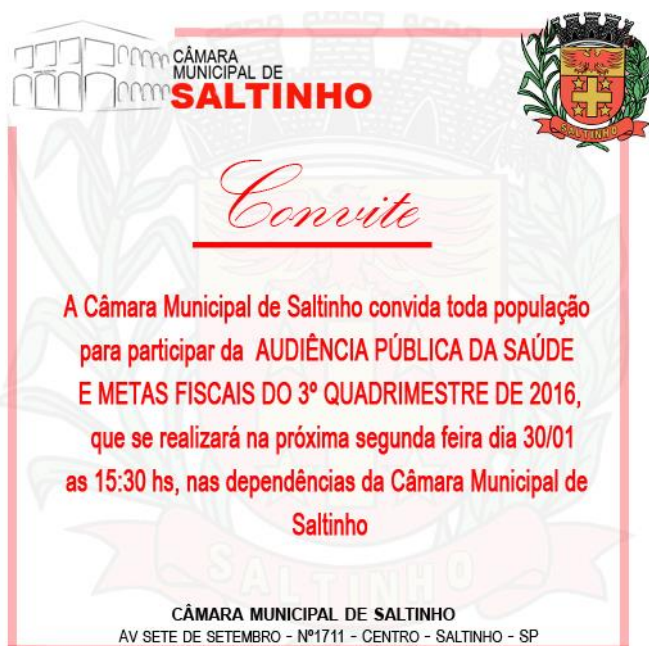 CÂMARA
MUNICIPAL DE
SALTINHO
SALTINHO
Convite
A Câmara Municipal de Saltinho convida toda população
para participar da AUDIÊNCIA PÚBLICA DA SAÚDE
E METAS FISCAIS DO 3º QUADRIMESTRE DE 2016,
que se realizará na próxima segunda feira dia 30/01
as 15:30 hs, nas dependências da Câmara Municipal de
Saltinho
SALTINHO
CÂMARA MUNICIPAL DE SALTINHO
AV SETE DE SETEMBRO - Nº1711 - CENTRO - SALTINHO - SP